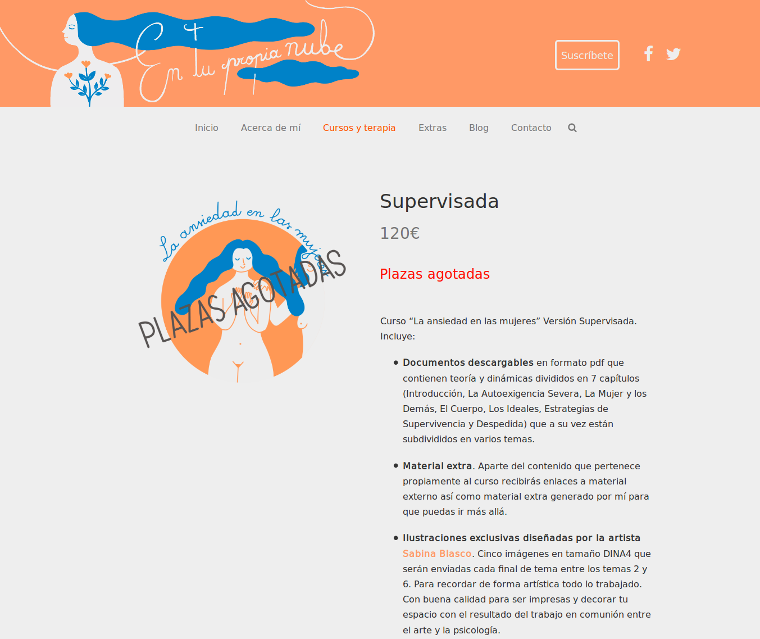 En tu propia nube
Suscríbete
Inicio
Acerca de mí
Cursos y terapia
Extras
Blog
Contacto
La ansiedad en las mujeres
PLAZAS AGOTADAS
Supervisada
120€
Plazas agotadas
Curso “La ansiedad en las mujeres” Versión Supervisada.
Incluye:
Documentos descargables en formato pdf que
contienen teoría y dinámicas divididos en 7 capítulos
(Introducción, La Autoexigencia Severa, La Mujer y los
Demás, El Cuerpo, Los Ideales, Estrategias de
Supervivencia y Despedida) que a su vez están
subdivididos en varios temas.
Material extra. Aparte del contenido que pertenece
propiamente al curso recibirás enlaces a material
externo así como material extra generado por mí para
que puedas ir más allá.
Ilustraciones exclusivas diseñadas por la artista
Sabina Blasco. Cinco imágenes en tamaño DINA4 que
serán enviadas cada final de tema entre los temas 2 y
6. Para recordar de forma artística todo lo trabajado.
Con buena calidad para ser impresas y decorar tu
espacio con el resultado del trabajo en comunión entre
el arte y la psicología.